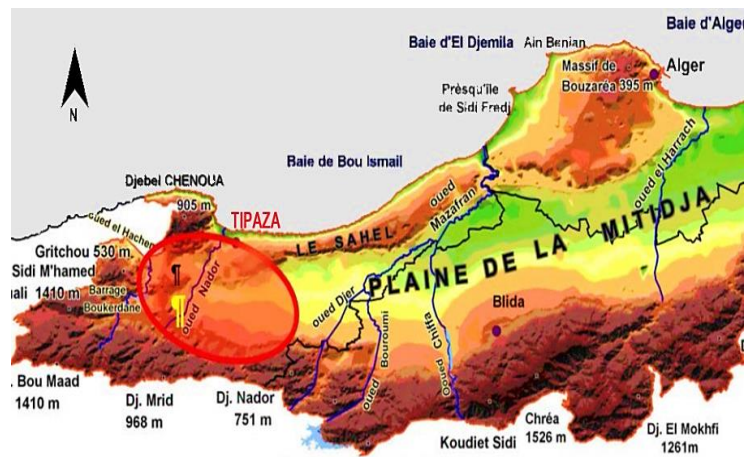 Baie d'Alger
Baie d'El Djemila
Ain Benian
Massif de
Bouzaréa 395 m
Alger
Prèsqu'île
de Sidi Fredj
N
Baie de Bou Ismail
Djebel CHENOUA
905 m
TIPAZA
oued el Hachem
Gritchou 530 m
Sidi M'hamed
uali 1410 m
Barrage
Boukerdane
oued Nador
LE SAHEL
oued
Mazafran
oued el Harrach
PLAINE DE LA MITIDJA
oued Djer
oued
Bouroumi
Ooued Chiffa
Blida
. Bou Maad
1410 m
Dj. Mrid
968 m
Dj. Nador
751 m
Koudiet Sidi
Chréa
1526 m
Dj. El Mokhfi
1261m
D
¶